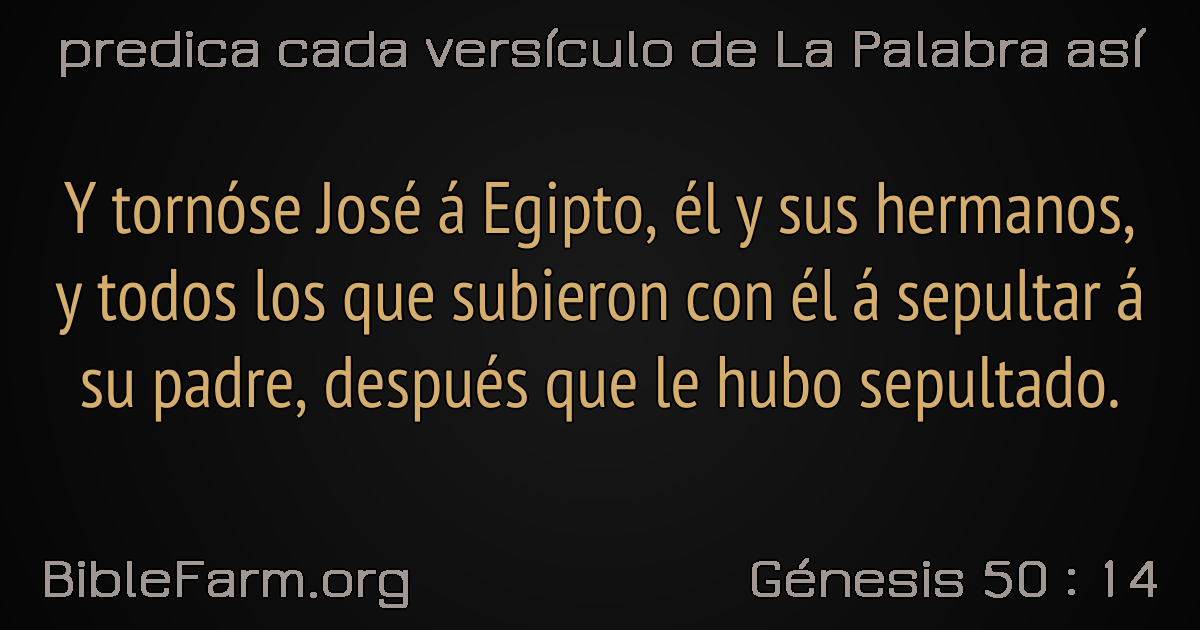 predica cada versículo de La Palabra así
Y tornóse José á Egipto, él y sus hermanos,
y todos los que subieron con él á sepultar á
su padre, después que le hubo sepultado.
BibleFarm.org
Génesis 50 : 14